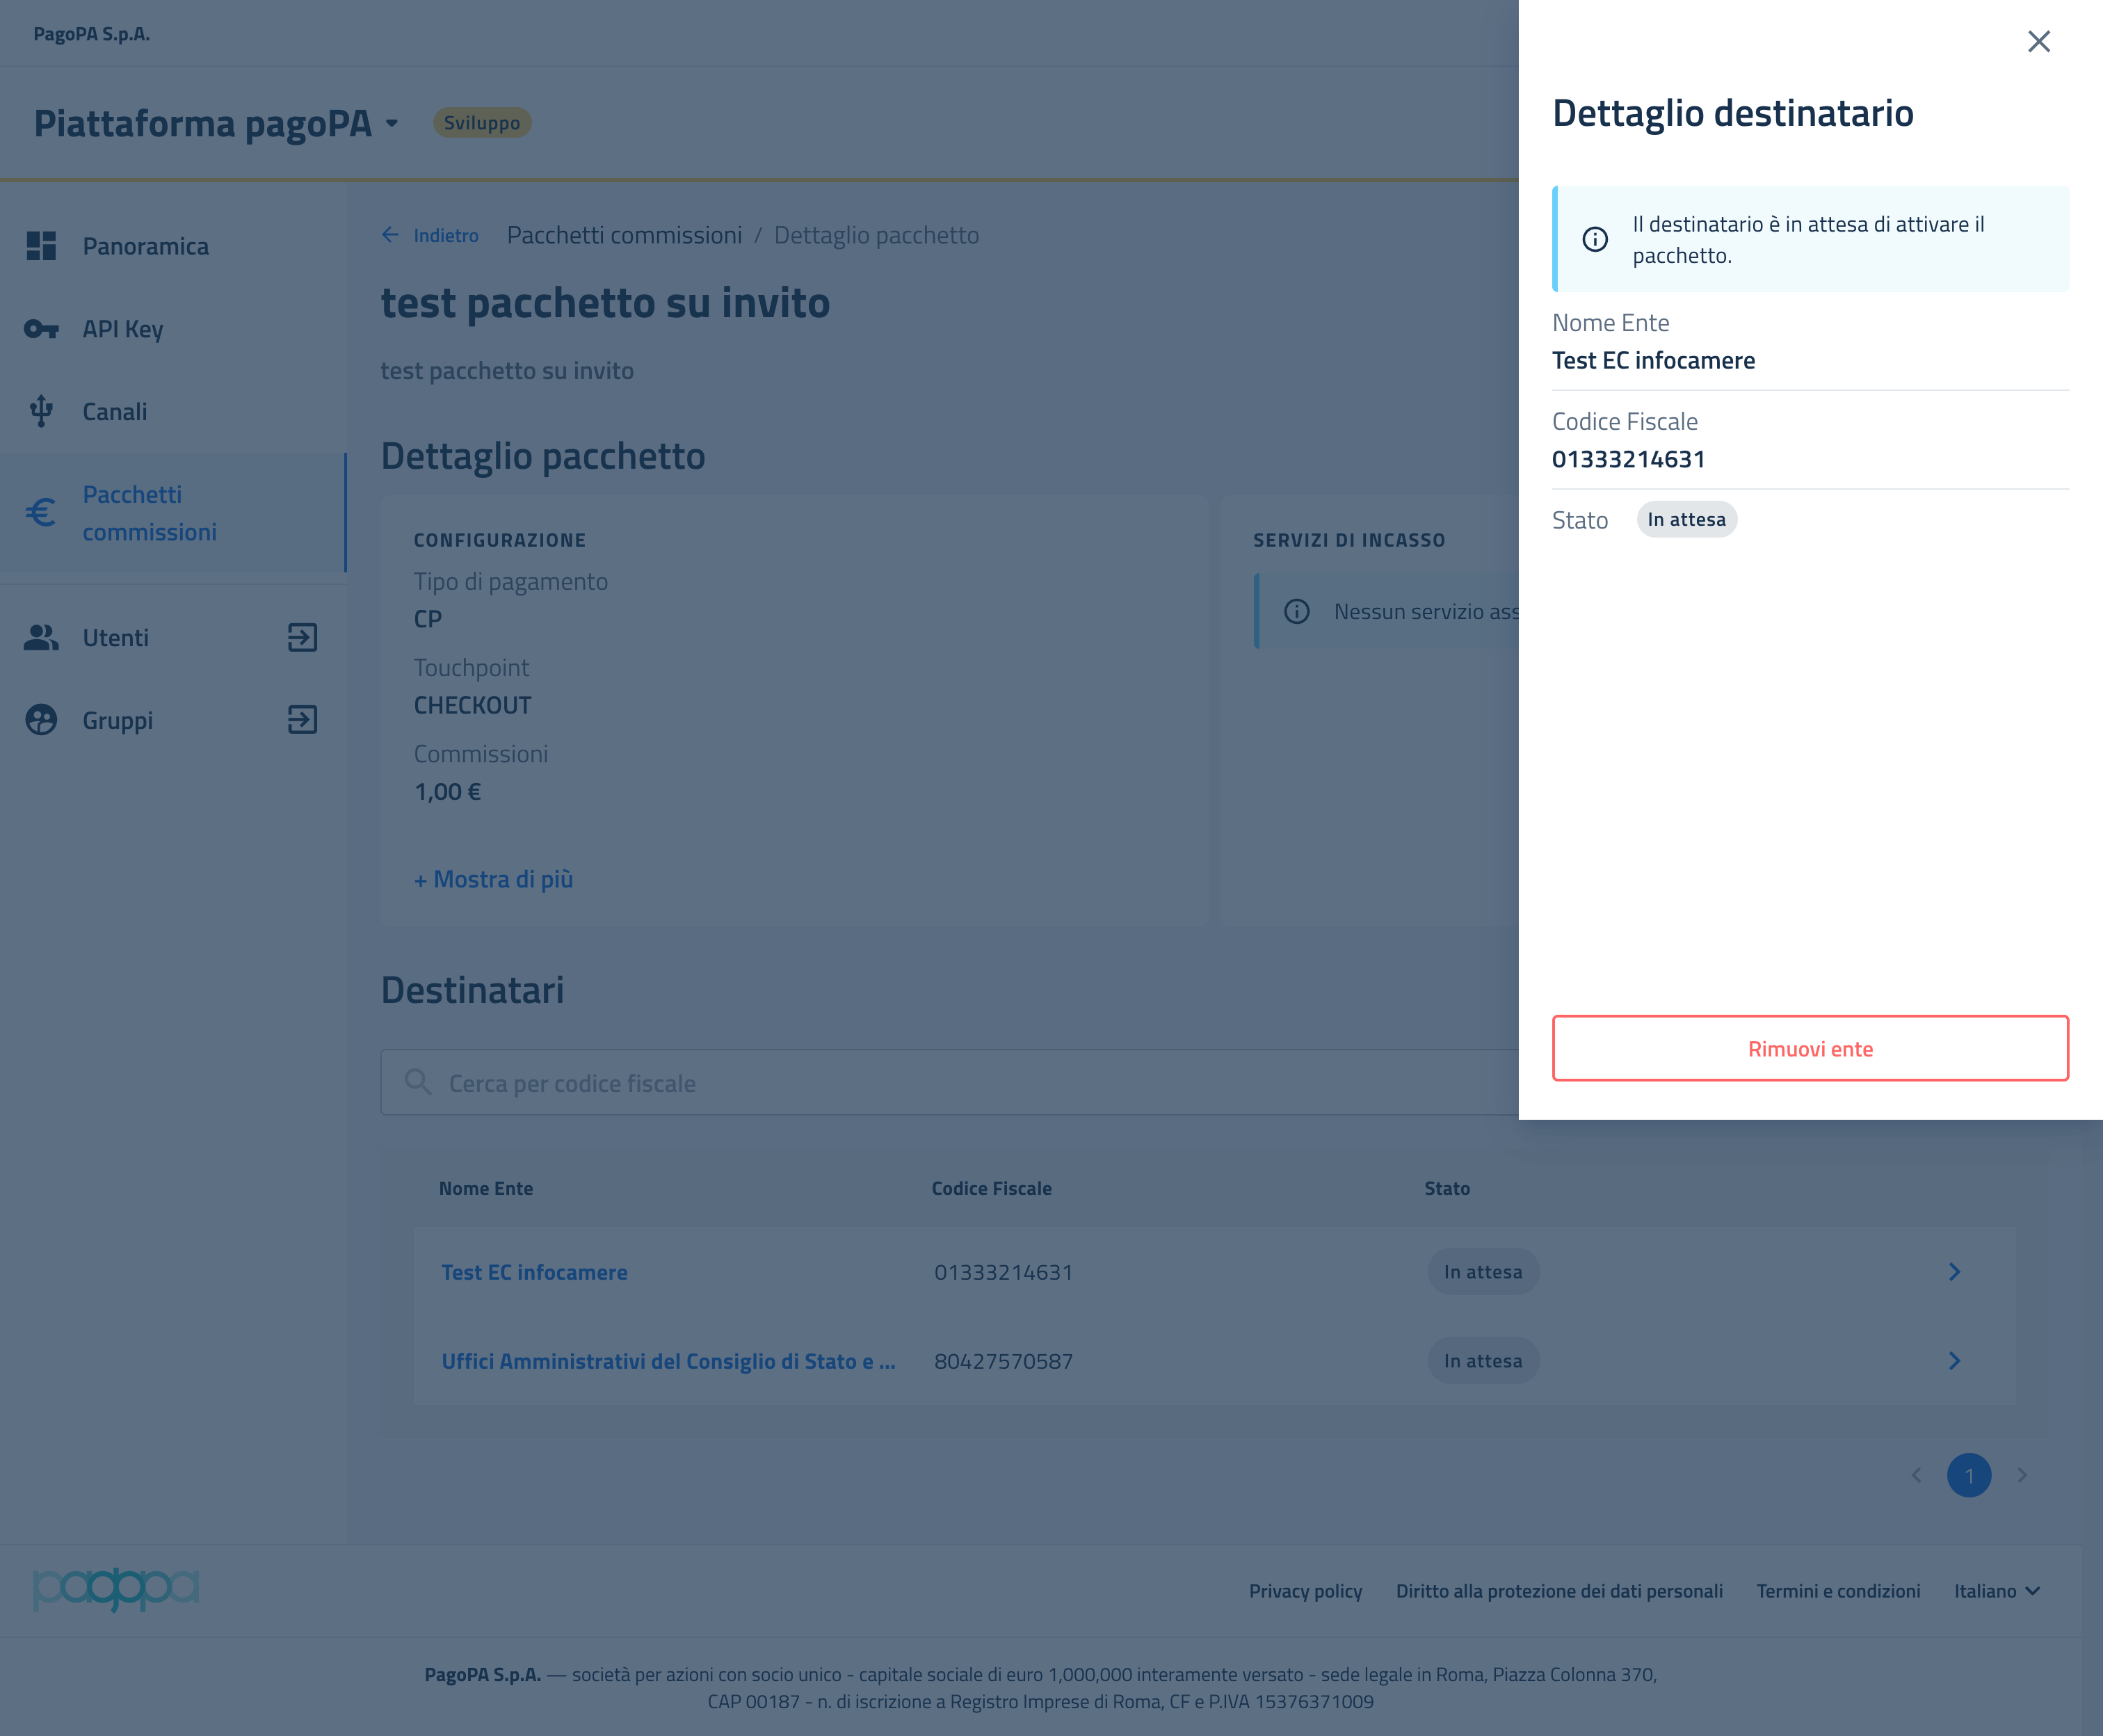 PagoPA S.p.A.
Piattaforma pagoPA
Sviluppo
Panoramica
API Key
Canali
Pacchetti
commissioni
Utenti
Gruppi
Indietro
Pacchetti commissioni / Dettaglio pacchetto
test pacchetto su invito
test pacchetto su invito
Dettaglio pacchetto
CONFIGURAZIONE
Tipo di pagamento
CP
Touchpoint
CHECKOUT
Commissioni
1,00 €
+ Mostra di più
SERVIZI DI INCASSO
Nessun servizio
Destinatari
Cerca per codice fiscale
Nome Ente Codice Fiscale Stato
Test EC infocamere 01333214631 In attesa
Uffici Amministrativi del Consiglio di Stato e ... 80427570587 In attesa
1
Dettaglio destinatario
Il destinatario è in attesa di attivare il
pacchetto.
Nome Ente
Test EC infocamere
Codice Fiscale
01333214631
Stato In attesa
Rimuovi ente
pagopa
Privacy policy Diritto alla protezione dei dati personali Termini e condizioni Italiano
PagoPA S.p.A. — società per azioni con socio unico - capitale sociale di euro 1,000,000 interamente versato - sede legale in Roma, Piazza Colonna 370,
CAP 00187 - n. di iscrizione a Registro Imprese di Roma, CF e P.IVA 15376371009